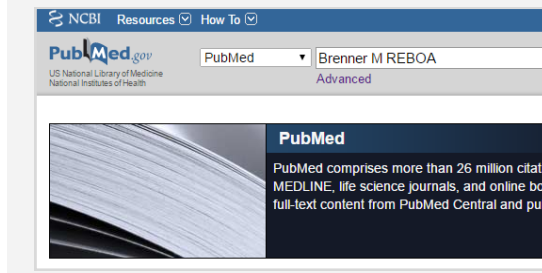 NCBI Resources How To
PubMed.gov
US National Library of Medicine
National Institutes of Health
PubMed
Brenner M REBOA
Advanced
PubMed
PubMed comprises more than 26 million citat
MEDLINE, life science journals, and online bo
full-text content from PubMed Central and pu